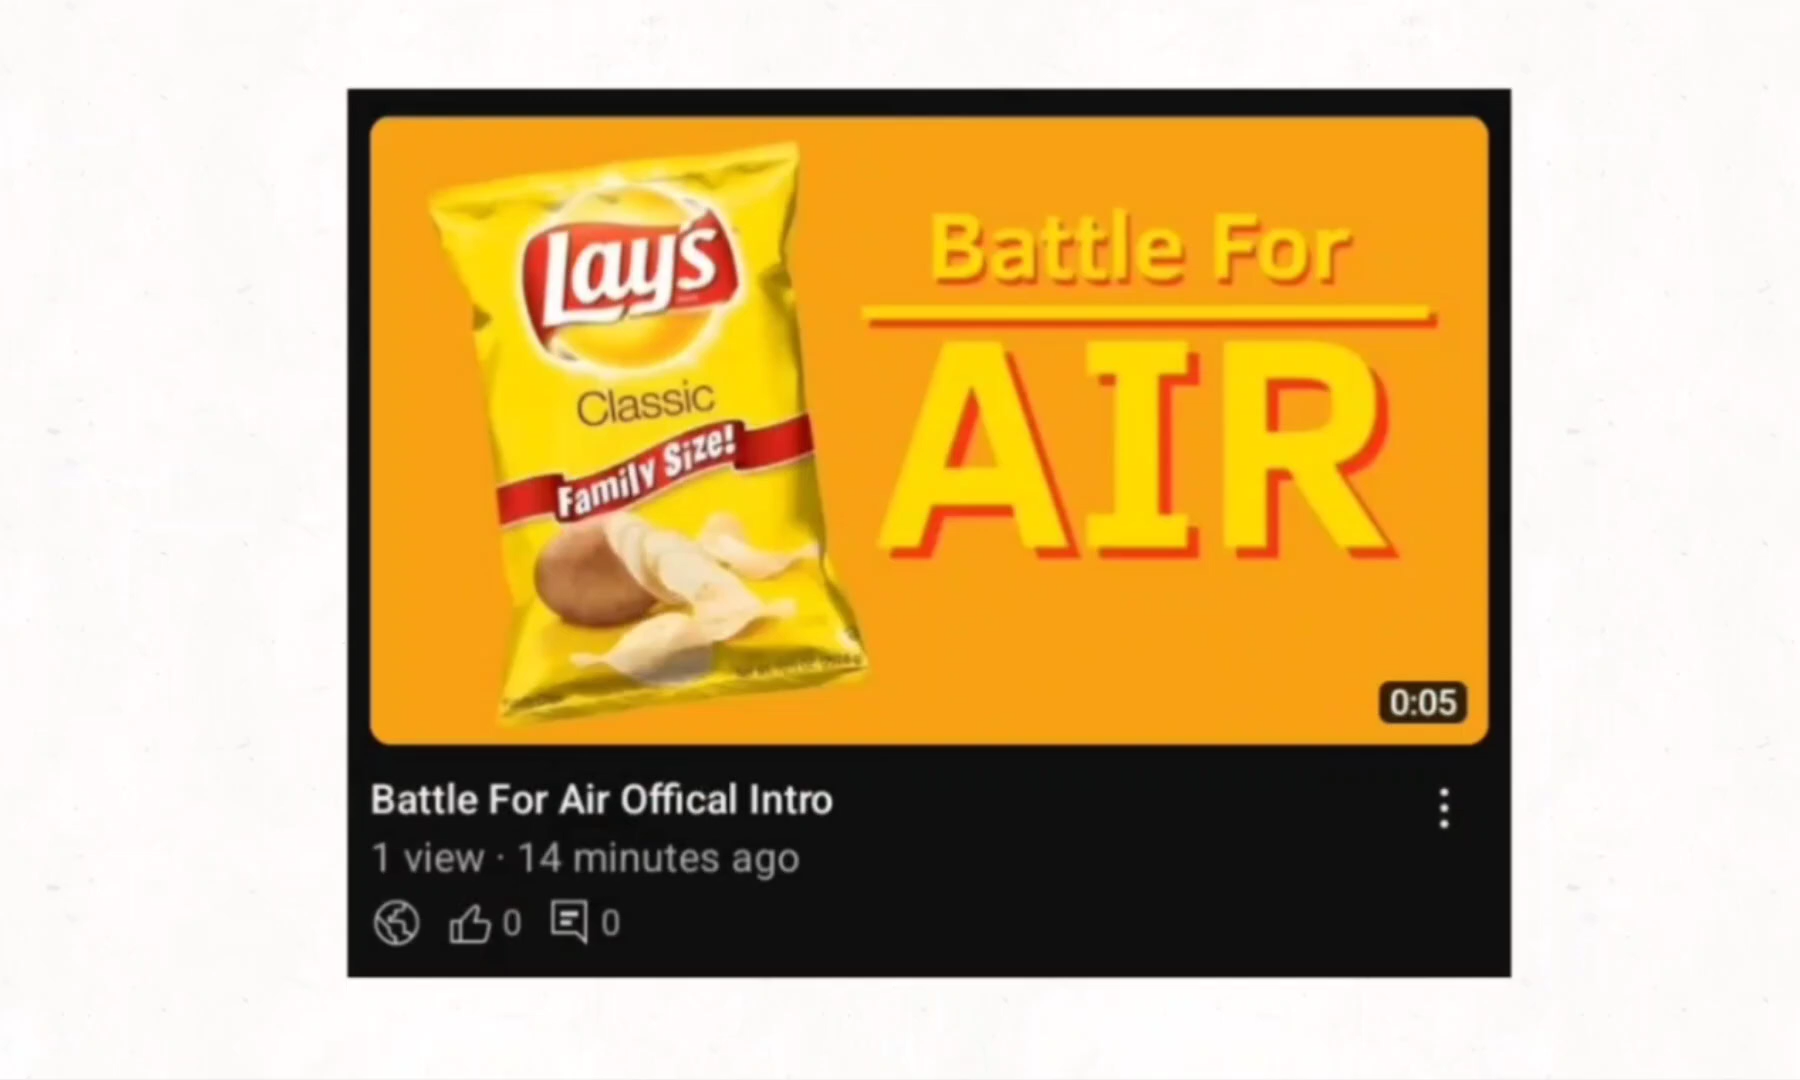 Lay's
Classic
Family Size!
Battle For
AIR
0:05
Battle For Air Offical Intro
1 view · 14 minutes ago
0 0